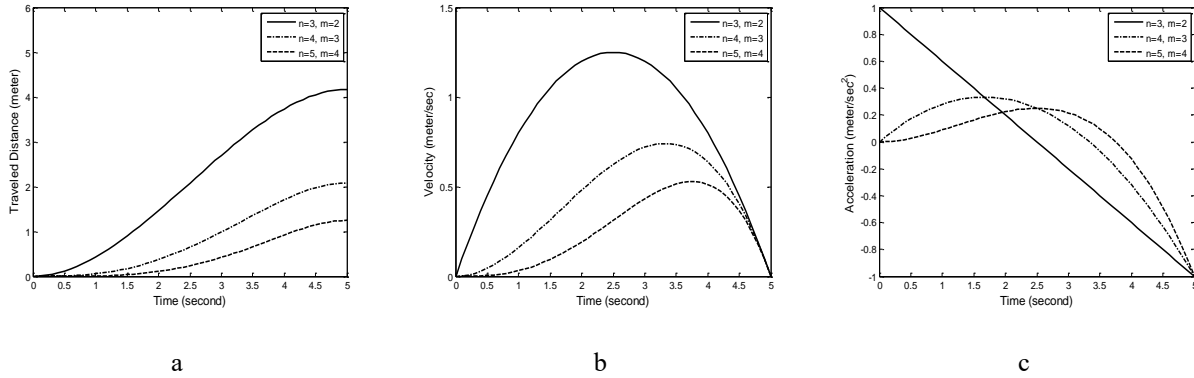 6
5
4
3
2
1
0
0 0.5 1 1.5 2 2.5 3 3.5 4 4.5 5
Time (second)
Traveled Distance (meter)
n=3, m=2
n=4, m=3
n=5, m=4
a
1.5
1
0.5
0
0 0.5 1 1.5 2 2.5 3 3.5 4 4.5 5
Time (second)
Velocity (meter/sec)
n=3, m=2
n=4, m=3
n=5, m=4
b
1
0.8
0.6
0.4
0.2
0
-0.2
-0.4
-0.6
-0.8
-1
0 0.5 1 1.5 2 2.5 3 3.5 4 4.5 5
Time (second)
Acceleration (meter/sec²)
n=3, m=2
n=4, m=3
n=5, m=4
c